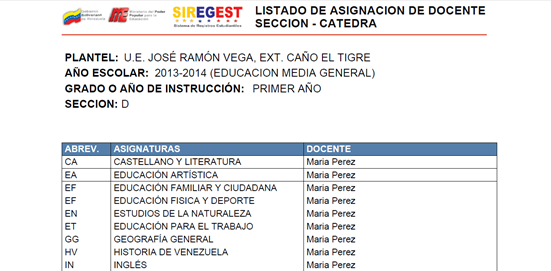 Gobierno Bolivariano de Venezuela
Ministerio del Poder Popular para la Educación
SIREGEST
Sistema de Registro Estudiantil
LISTADO DE ASIGNACION DE DOCENTE
SECCION - CATEDRA
PLANTEL: U.E. JOSÉ RAMÓN VEGA, EXT. CAÑO EL TIGRE
AÑO ESCOLAR: 2013-2014 (EDUCACION MEDIA GENERAL)
GRADO O AÑO DE INSTRUCCIÓN: PRIMER AÑO
SECCION: D
ABREV. ASIGNATURAS DOCENTE
CA CASTELLANO Y LITERATURA Maria Perez
EA EDUCACIÓN ARTÍSTICA Maria Perez
EF EDUCACIÓN FAMILIAR Y CIUDADANA Maria Perez
EF EDUCACIÓN FISICA Y DEPORTE Maria Perez
EN ESTUDIOS DE LA NATURALEZA Maria Perez
ET EDUCACIÓN PARA EL TRABAJO Maria Perez
GG GEOGRAFÍA GENERAL Maria Perez
HV HISTORIA DE VENEZUELA Maria Perez
IN INGLÉS Maria Perez